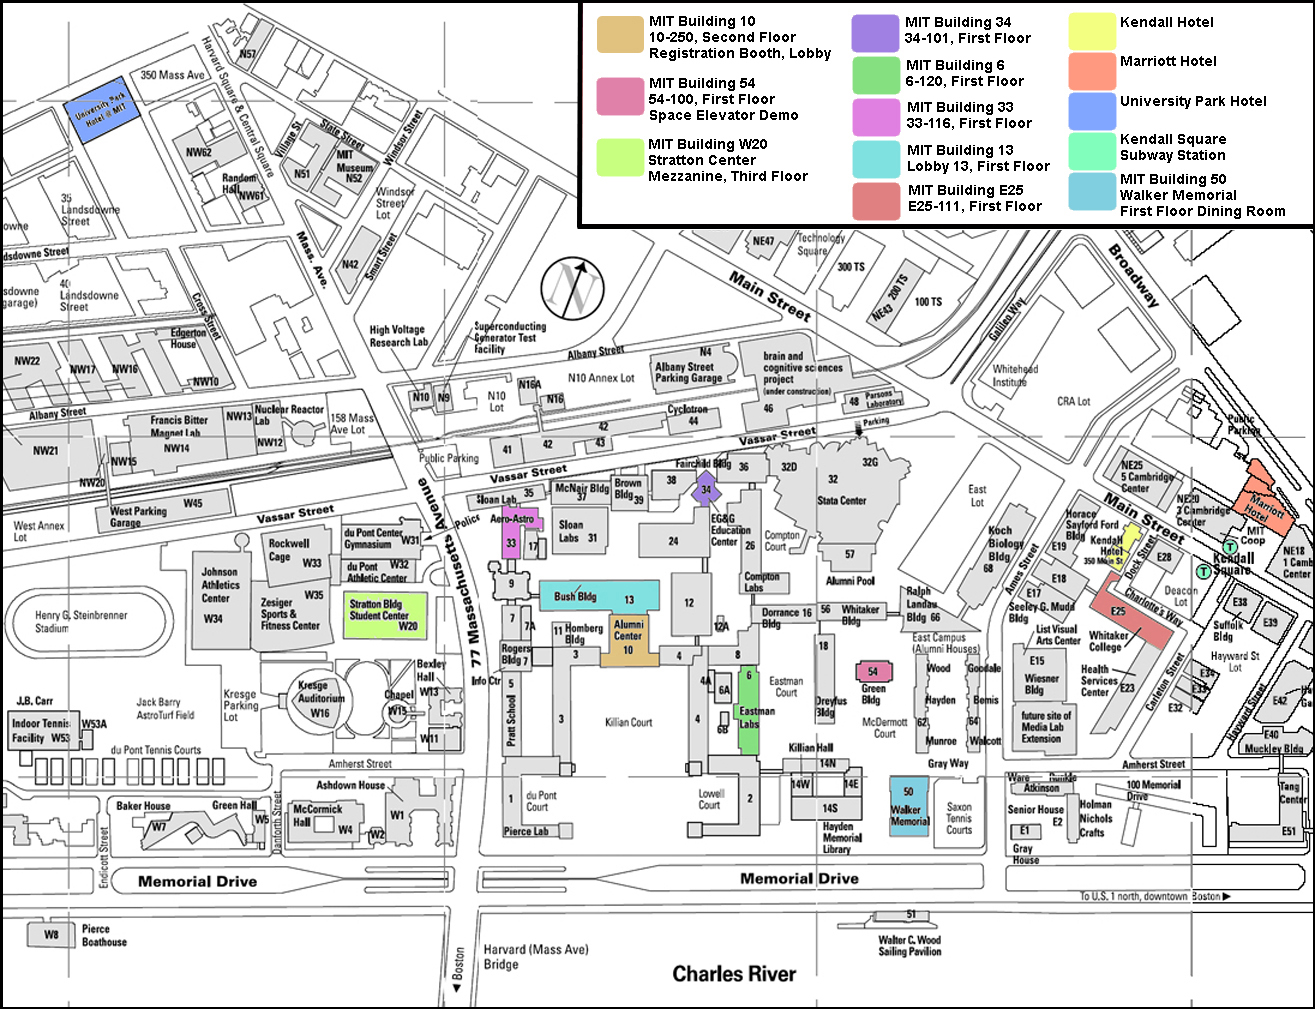 MIT Building 10
10-250, Second Floor
Registration Booth, Lobby
MIT Building 54
54-100, First Floor
Space Elevator Demo
MIT Building W20
Stratton Center
Mezzanine, Third Floor
MIT Building 34
34-101, First Floor
MIT Building 6
6-120, First Floor
MIT Building 33
33-116, First Floor
MIT Building 13
Lobby 13, First Floor
MIT Building E25
E25-111, First Floor
Kendall Hotel
Marriott Hotel
University Park Hotel
Kendall Square
Subway Station
MIT Building 50
Walker Memorial
First Floor Dining Room
N57
350 Mass Ave
Harvard Square & Central Square
University Park
Hotel @ MIT
NW62
Random
Hall
NW61
Village St
State Street
Windsor Street
N51
MIT
Museum
N52
Windsor
Street
Lot
35
Landsdowne
Street
owne
dsdowne Street
sdowne
garage)
40
Landsdowne
Street
Mass. Ave.
N42
Smart Street
Cross Street
N
NE47
Technology
Square
300 TS
200 TS
NE43
100 TS
Main Street
Broadway
Galileo Way
High Voltage
Research Lab
Superconducting
Generator Test
facility
Edgerton
House
NW22
NW17
NW16
NW10
Albany Street
Albany Street
N4
Albany Street
Parking Garage
brain and
cognitive sciences
project
(under construction)
46
48
Parsons
Laboratory
Parking
Whitehead
Institute
CRA Lot
Public
Parking
N10
N9
N10
Lot
N16A
N16
N10 Annex Lot
Cyclotron
44
42
42
43
41
Vassar Street
Francis Bitter
Magnet Lab
NW14
NW13
Nuclear Reactor
Lab
NW12
158 Mass
Ave Lot
NW21
NW15
NW20
Public Parking
Vassar Street
West Annex
Lot
West Parking
Garage
W45
Vassar Street
77 Massachusetts Avenue
Police
Sloan Lab
35
McNair Bldg
37
Brown
Bldg
39
38
Fairchild Bldg
36
34
32D
32G
32
Stata Center
East
Lot
NE25
5 Cambridge
Center
NE20
3 Cambridge
Center
Main Street
Marriott
Hotel
MIT
Coop
T
T
Kendall
Square
NE18
1 Camb
Center
Aero-Astro
33
17
Sloan
Labs
31
24
EG&G
Education
Center
26
Compton
Court
57
Alumni Pool
Koch
Biology
Bldg
68
Ames Street
Horace
Sayford Ford
Bldg
E19
Kendall
Hotel
350 Main St
Dock Street
E28
Deacon
Lot
E18
E17
Seeley G. Mudd
Bldg
E25
Charlotte's Way
E38
Suffolk
Bldg
E39
Rockwell
Cage
W33
du Pont Center
Gymnasium
W31
du Pont
Athletic Center
W32
Johnson
Athletics
Center
W34
W35
Zesiger
Sports &
Fitness Center
Stratton Bldg
Student Center
W20
Henry G. Steinbrenner
Stadium
9
Bush Bldg
13
12
Compton
Labs
7
7A
11
Homberg
Bldg
Alumni
Center
10
12A
Dorrance 16
56
Whitaker
Bldg
Ralph
Landau
Bldg
66
East Campus
(Alumni Houses)
Rogers
Bldg
7
3
4
8
Info Ctr
18
54
Green
Bldg
List Visual
Arts Center
Whitaker
College
Health
Services
Center
E23
Hayward St
Lot
E34
E33
E32
Carleton Street
Hayward Street
E15
Wiesner
Bldg
future site of
Media Lab
Extension
E42
E40
Muckley Bldg
J.B. Carr
Indoor Tennis
Facility
W53
W53A
Jack Barry
AstroTurf Field
Kresge
Parking
Lot
Kresge
Auditorium
W16
Chapel
W15
Bexley
Hall
W13
W11
du Pont Tennis Courts
5
Pratt School
3
Killian Court
4
4A
6A
6B
6
Eastman
Labs
Eastman
Court
Dreyfus
Bldg
McDermott
Court
Wood
Hayden
62
Munroe
Goodale
Bemis
64
Walcott
Gray Way
Amherst Street
Amherst Street
Killian Hall
14N
14W
14E
14S
Hayden
Memorial
Library
1
du Pont
Court
Pierce Lab
Lowell
Court
2
50
Walker
Memorial
Saxon
Tennis
Courts
Ashdown House
W1
Baker House
W7
Green Hall
W5
Danforth Street
Endicott Street
McCormick
Hall
W4
W2
Ware
Runkle
Atkinson
Senior House
E2
E1
Gray
House
Holman
Nichols
Crafts
100 Memorial
Drive
Tang
Center
E51
Memorial Drive
Memorial Drive
To U.S. 1 north, downtown Boston
W8
Pierce
Boathouse
Boston
Harvard (Mass Ave)
Bridge
51
Walter C. Wood
Sailing Pavilion
Charles River